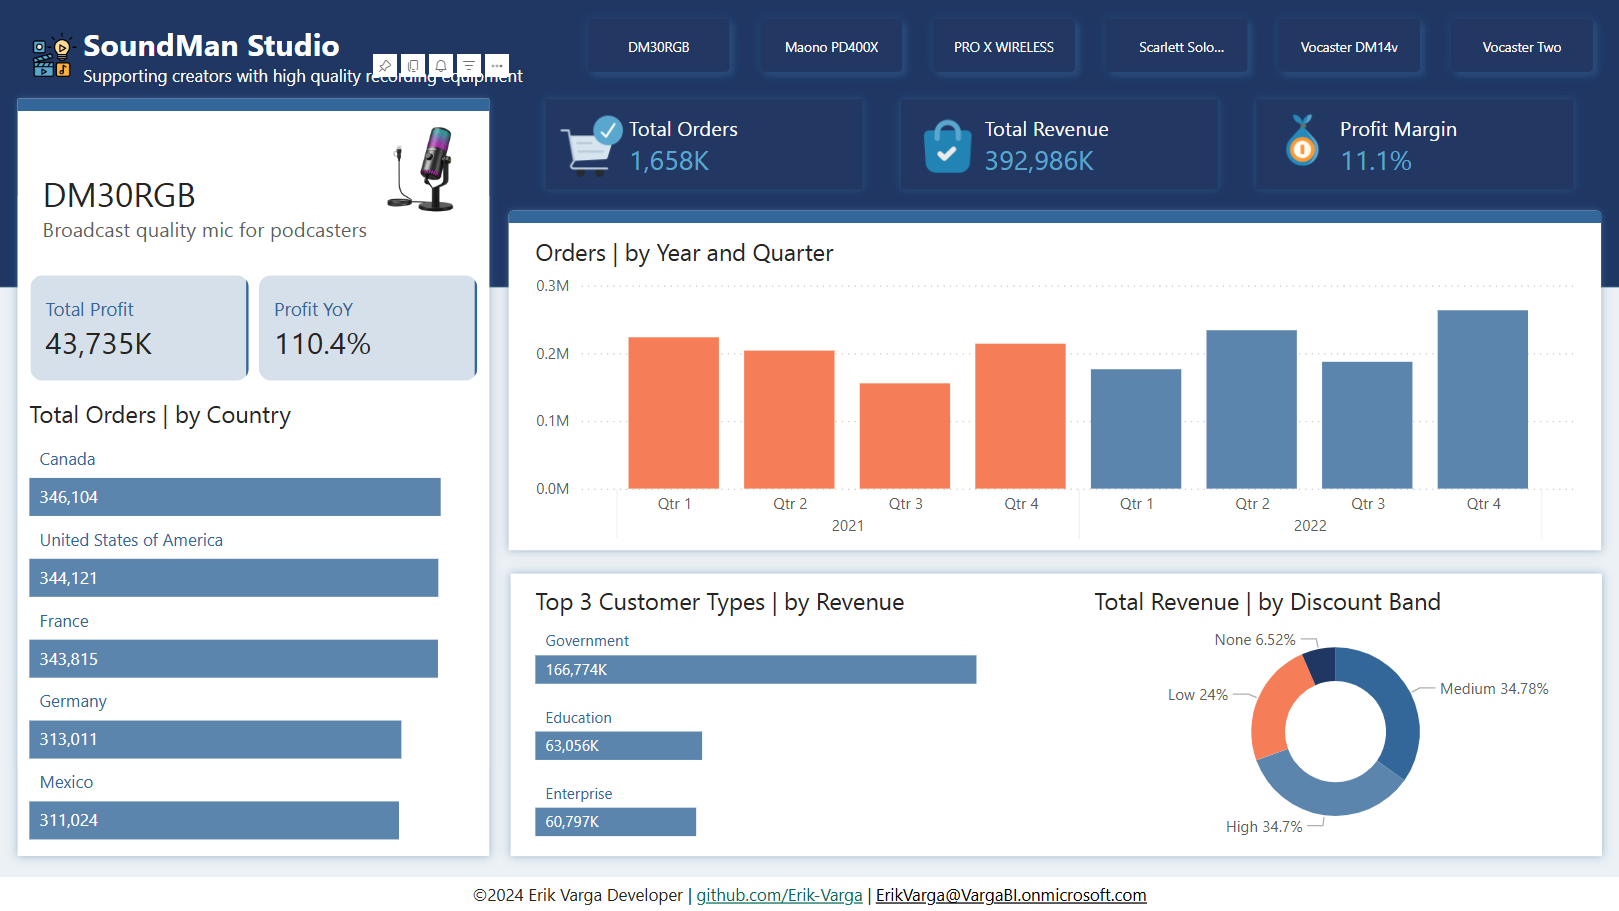 SoundMan Studio
Supporting creators with high quality recording equipment
DM30RGB
Maono PD400X
PRO X WIRELESS
Scarlett Solo...
Vocaster DM14v
Vocaster Two
Total Orders
1,658K
Total Revenue
392,986K
Profit Margin
11.1%
DM30RGB
Broadcast quality mic for podcasters
Total Profit
43,735K
Profit YoY
110.4%
Total Orders | by Country
Canada
346,104
United States of America
344,121
France
343,815
Germany
313,011
Mexico
311,024
Orders | by Year and Quarter
0.3M
0.2M
0.1M
0.0M
Qtr 1 Qtr 2 Qtr 3 Qtr 4 Qtr 1 Qtr 2 Qtr 3 Qtr 4
2021 2022
Top 3 Customer Types | by Revenue
Government
166,774K
Education
63,056K
Enterprise
60,797K
Total Revenue | by Discount Band
None 6.52%
Low 24%
Medium 34.78%
High 34.7%
©2024 Erik Varga Developer | github.com/Erik-Varga | ErikVarga@VargaBI.onmicrosoft.com